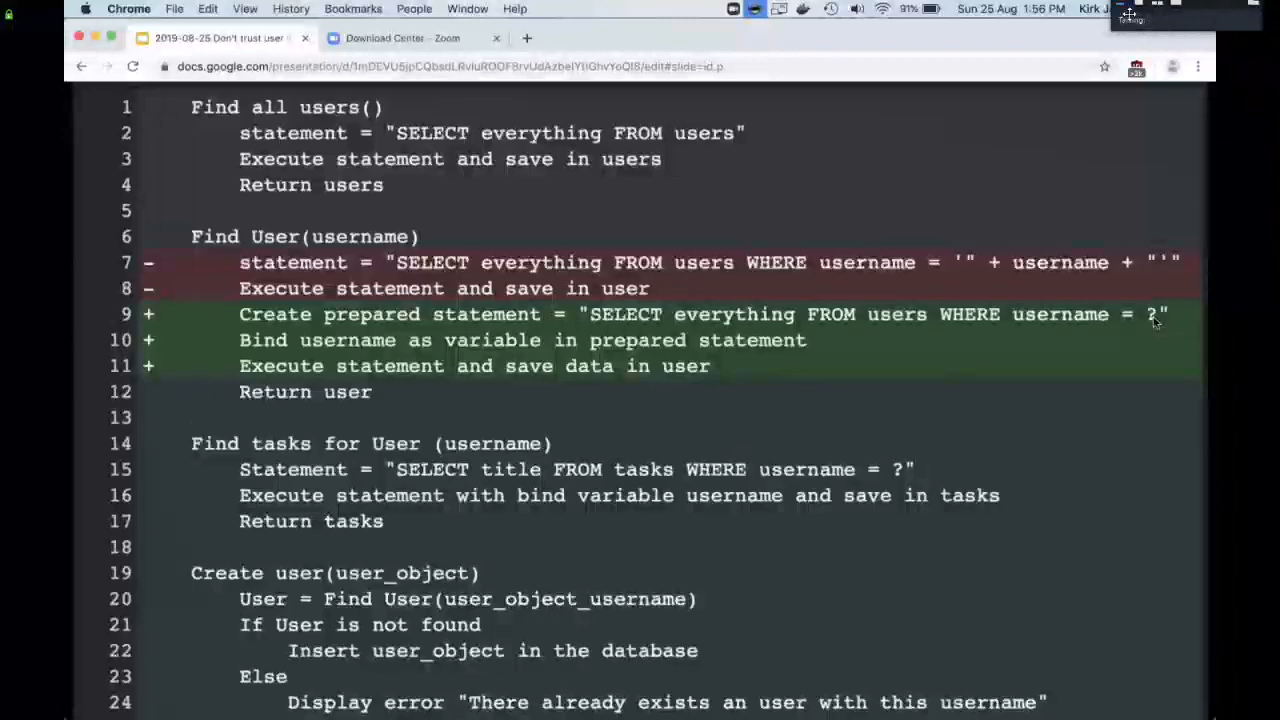 Chrome File Edit View History Bookmarks People Window Help 91% Sun 25 Aug 1:56 PM Kirk
2019-08-25 Don't trust user Download Center - Zoom
docs.google.com/presentation/d/
1 Find all users()
2 statement = "SELECT everything FROM users"
3 Execute statement and save in users
4 Return users
5
6 Find User(username)
7 - statement = "SELECT everything FROM users WHERE username = '" + username + "'"
8 - Execute statement and save in user
9 + Create prepared statement = "SELECT everything FROM users WHERE username = ?"
10 + Bind username as variable in prepared statement
11 + Execute statement and save data in user
12 Return user
13
14 Find tasks for User (username)
15 Statement = "SELECT title FROM tasks WHERE username = ?"
16 Execute statement with bind variable username and save in tasks
17 Return tasks
18
19 Create user(user_object)
20 User = Find User(user_object_username)
21 If User is not found
22 Insert user_object in the database
23 Else
24 Display error "There already exists an user with this username"